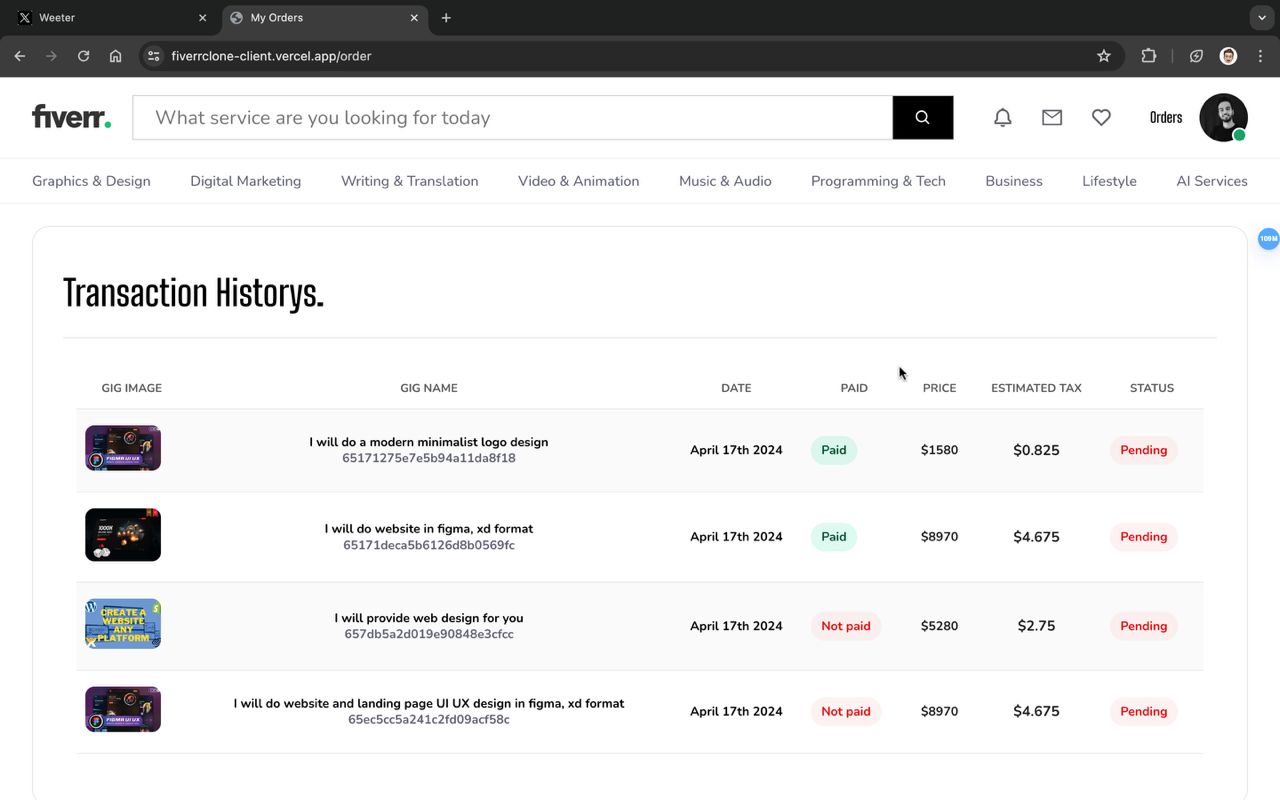 Weeter
My Orders
fiverrclone-client.vercel.app/order
fiverr.
What service are you looking for today
Orders
Graphics & Design
Digital Marketing
Writing & Translation
Video & Animation
Music & Audio
Programming & Tech
Business
Lifestyle
AI Services
109M
Transaction Historys.
GIG IMAGE
GIG NAME
DATE
PAID
PRICE
ESTIMATED TAX
STATUS
FIGMA UI UX
I will do a modern minimalist logo design
65171275e7e5b94a11da8f18
April 17th 2024
Paid
$1580
$0.825
Pending
I will do website in figma, xd format
65171deca5b6126d8b0569fc
April 17th 2024
Paid
$8970
$4.675
Pending
CREATE A
WEBSITE
ANY
PLATFORM
I will provide web design for you
657db5a2d019e90848e3cfcc
April 17th 2024
Not paid
$5280
$2.75
Pending
FIGMA UI UX
I will do website and landing page UI UX design in figma, xd format
65ec5cc5a241c2fd09acf58c
April 17th 2024
Not paid
$8970
$4.675
Pending